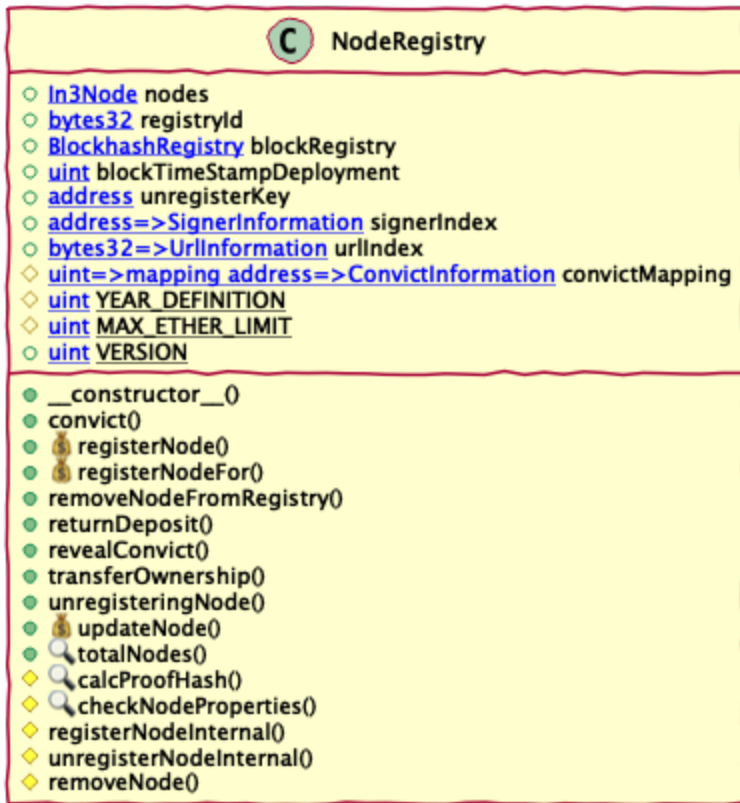 C NodeRegistry
In3Node nodes
bytes32 registryId
BlockhashRegistry blockRegistry
uint blockTimeStampDeployment
address unregisterKey
address=>SignerInformation signerIndex
bytes32=>UrlInformation urlIndex
uint=>mapping address=>ConvictInformation convictMapping
uint YEAR_DEFINITION
uint MAX_ETHER_LIMIT
uint VERSION
__constructor__()
convict()
registerNode()
registerNodeFor()
removeNodeFromRegistry()
returnDeposit()
revealConvict()
transferOwnership()
unregisteringNode()
updateNode()
totalNodes()
calcProofHash()
checkNodeProperties()
registerNodeInternal()
unregisterNodeInternal()
removeNode()